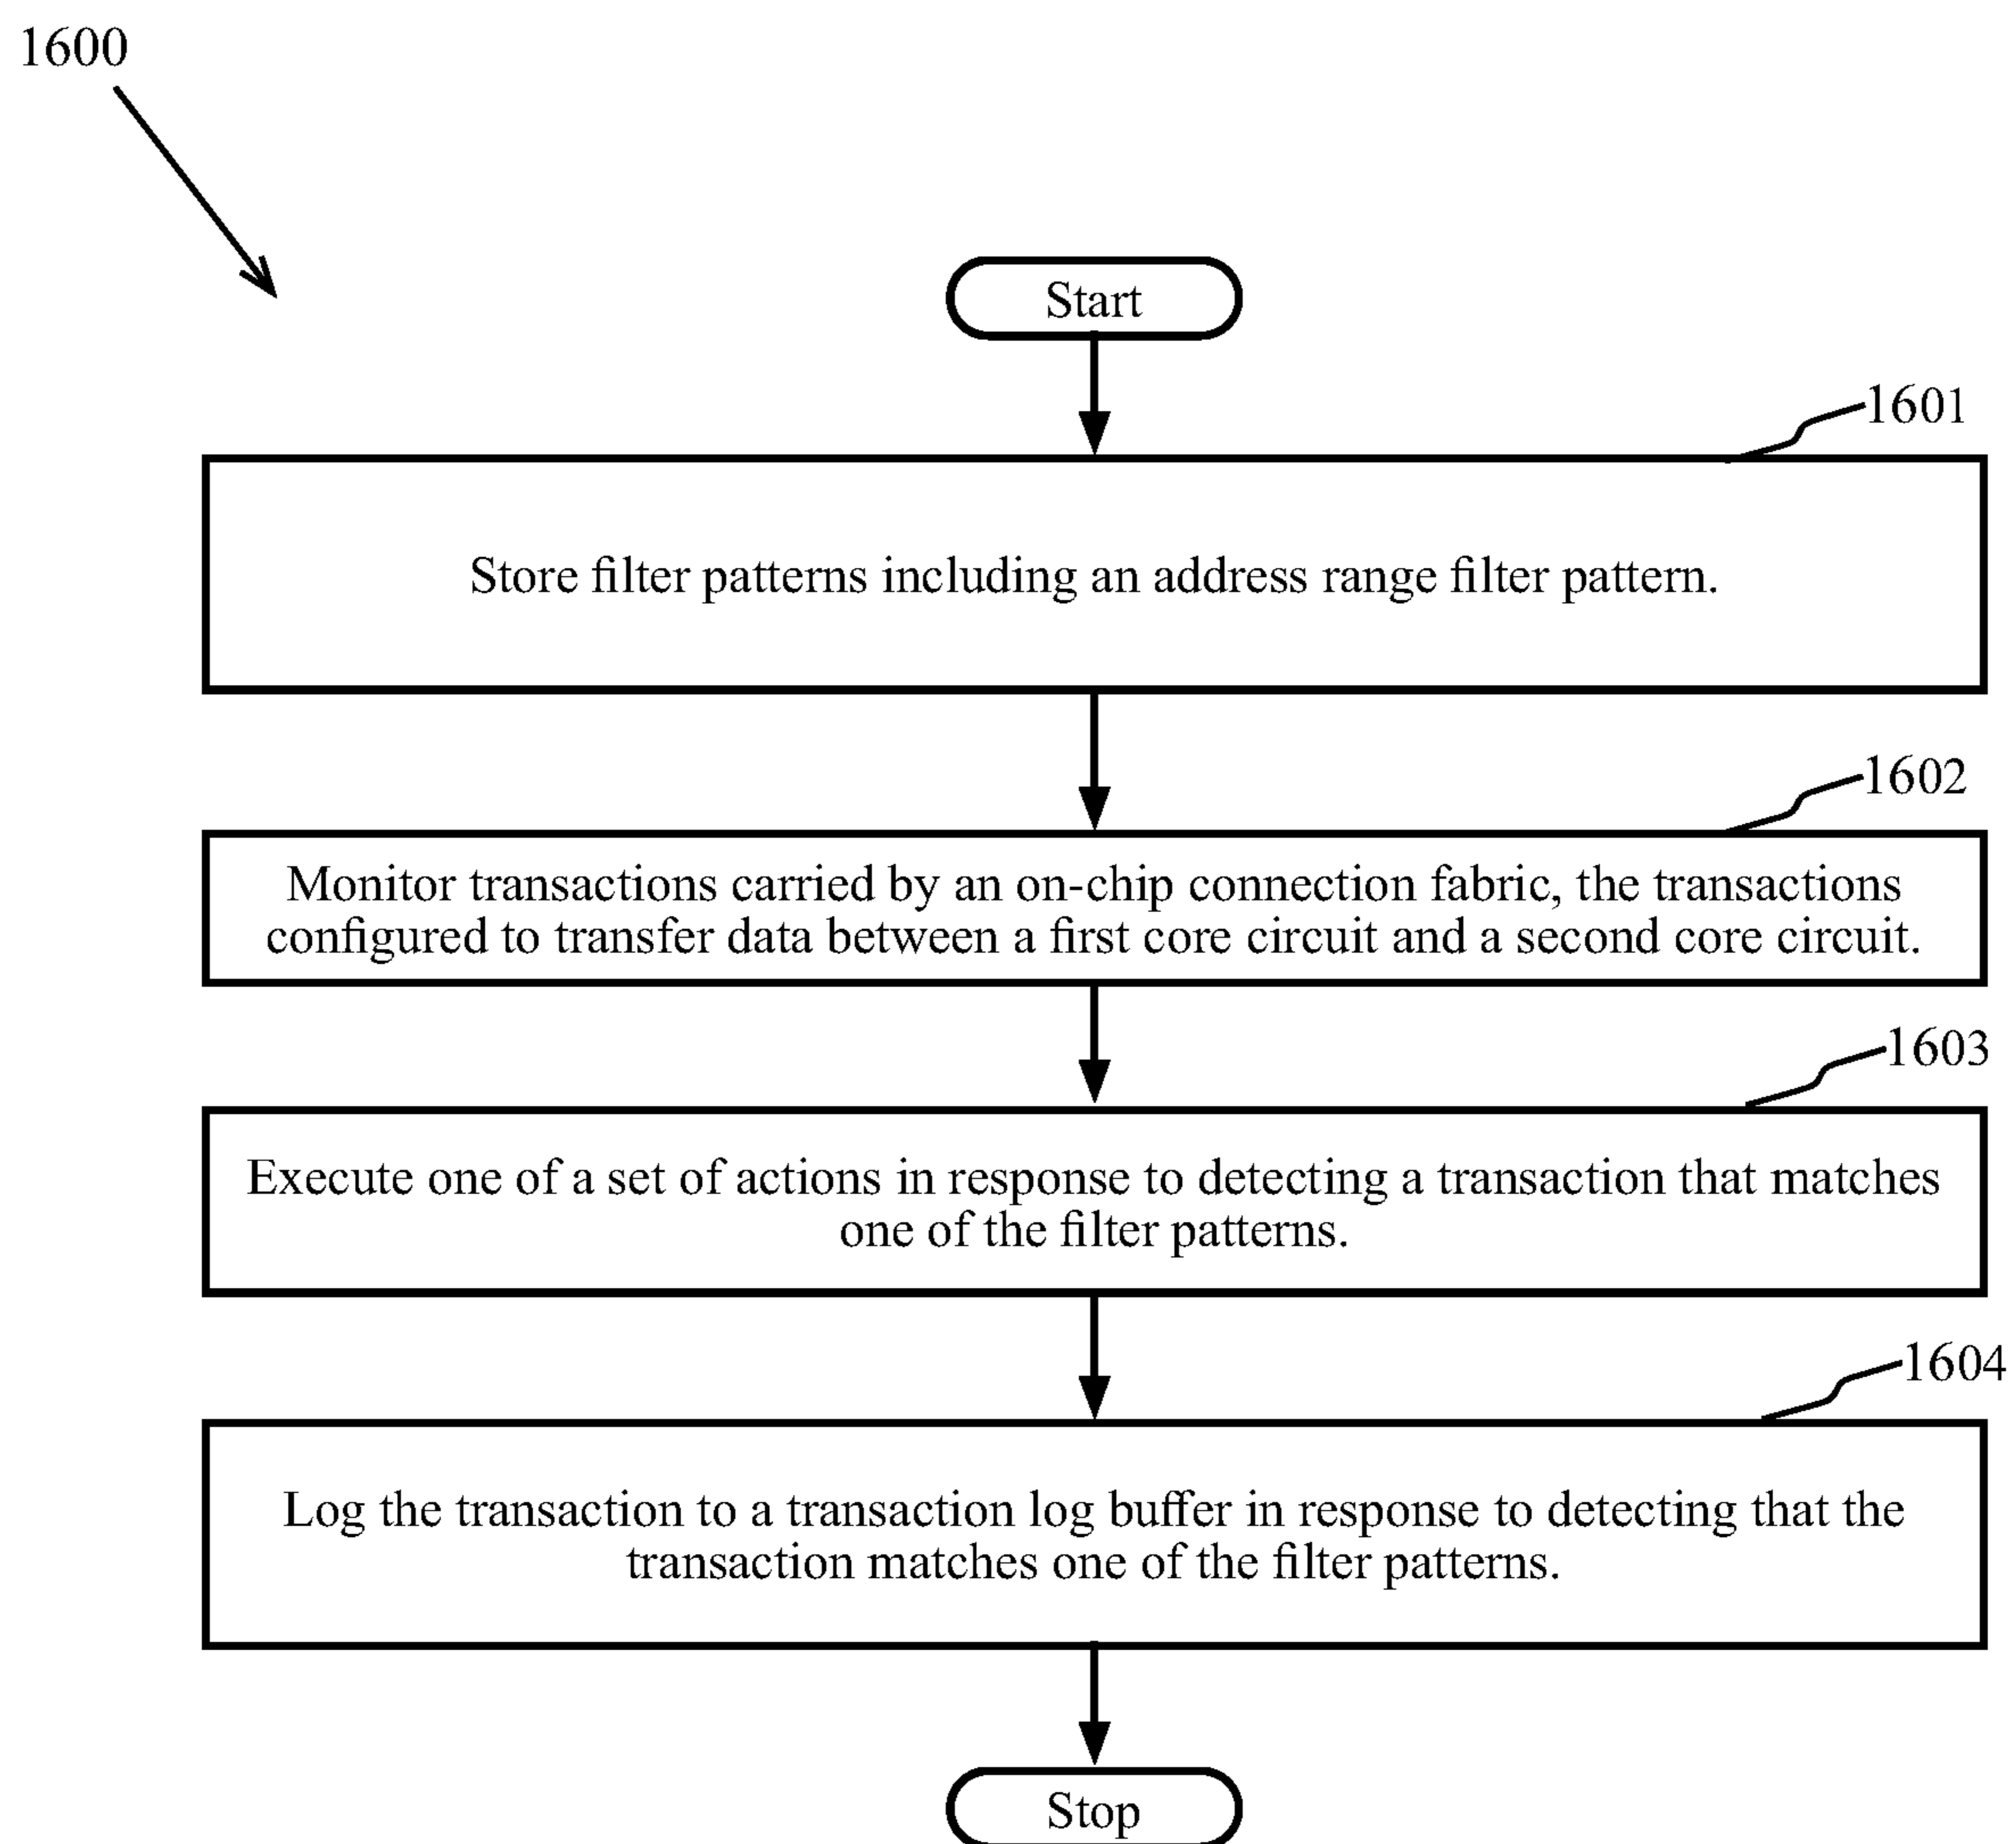 1600
Start
1601
Store filter patterns including an address range filter pattern.
1602
Monitor transactions carried by an on-chip connection fabric, the transactions
configured to transfer data between a first core circuit and a second core circuit.
1603
Execute one of a set of actions in response to detecting a transaction that matches
one of the filter patterns.
1604
Log the transaction to a transaction log buffer in response to detecting that the
transaction matches one of the filter patterns.
Stop